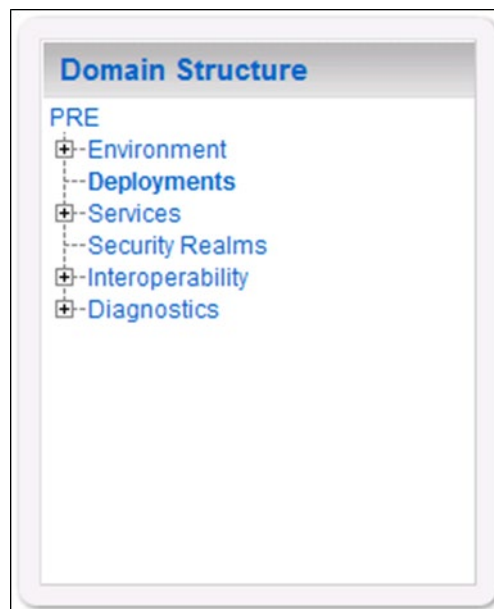 Domain Structure
PRE
Environment
Deployments
Services
Security Realms
Interoperability
Diagnostics